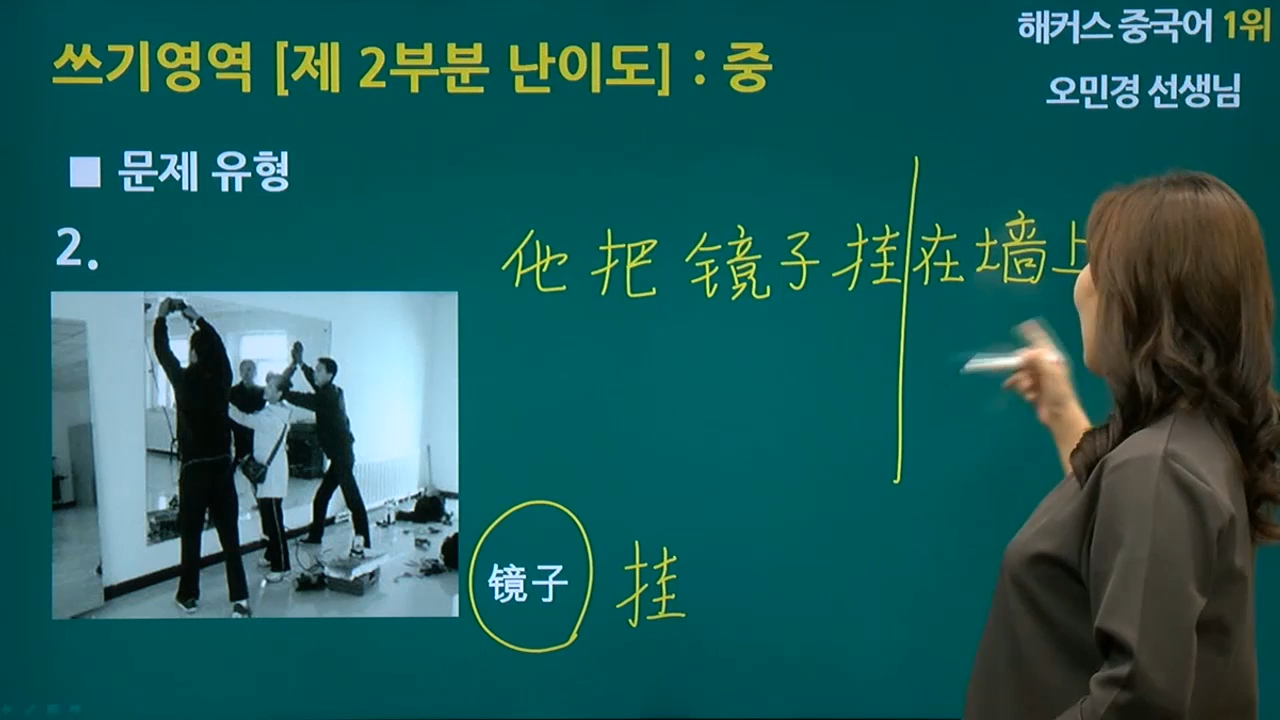 해커스 중국어 1위
오민경 선생님
쓰기영역 [제 2부분 난이도] : 중
■ 문제 유형
2.
他把镜子挂在墙上
镜子 挂